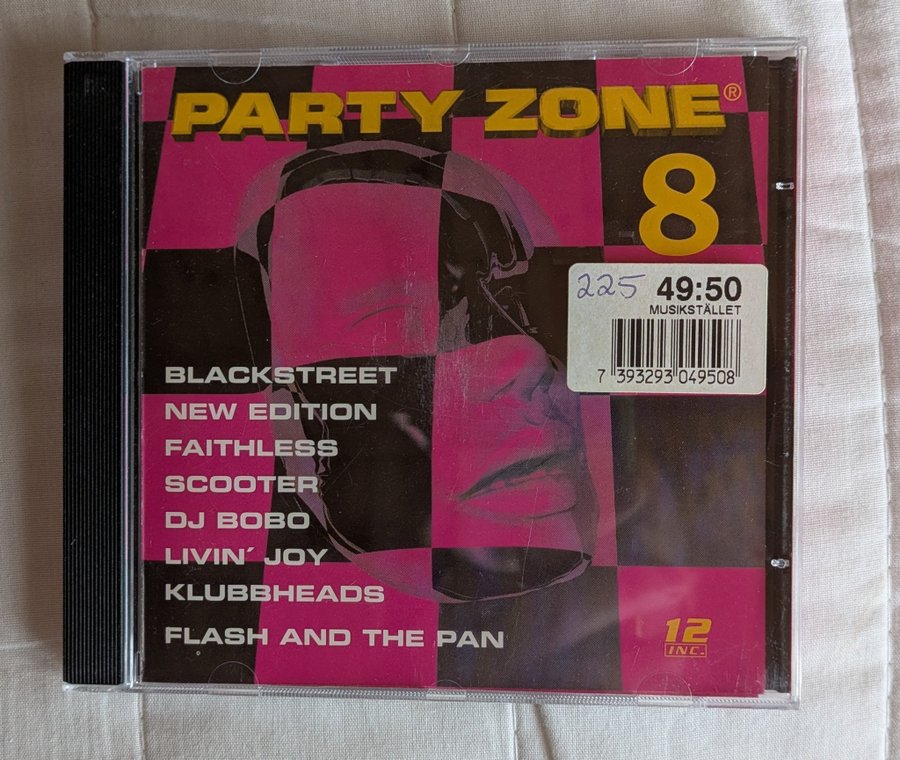 PARTY ZONE®
8
225 49:50
MUSIKSTÄLLET
7 393293 049508
BLACKSTREET
NEW EDITION
FAITHLESS
SCOOTER
DJ BOBO
LIVIN´ JOY
KLUBBHEADS
FLASH AND THE PAN
12
INC.